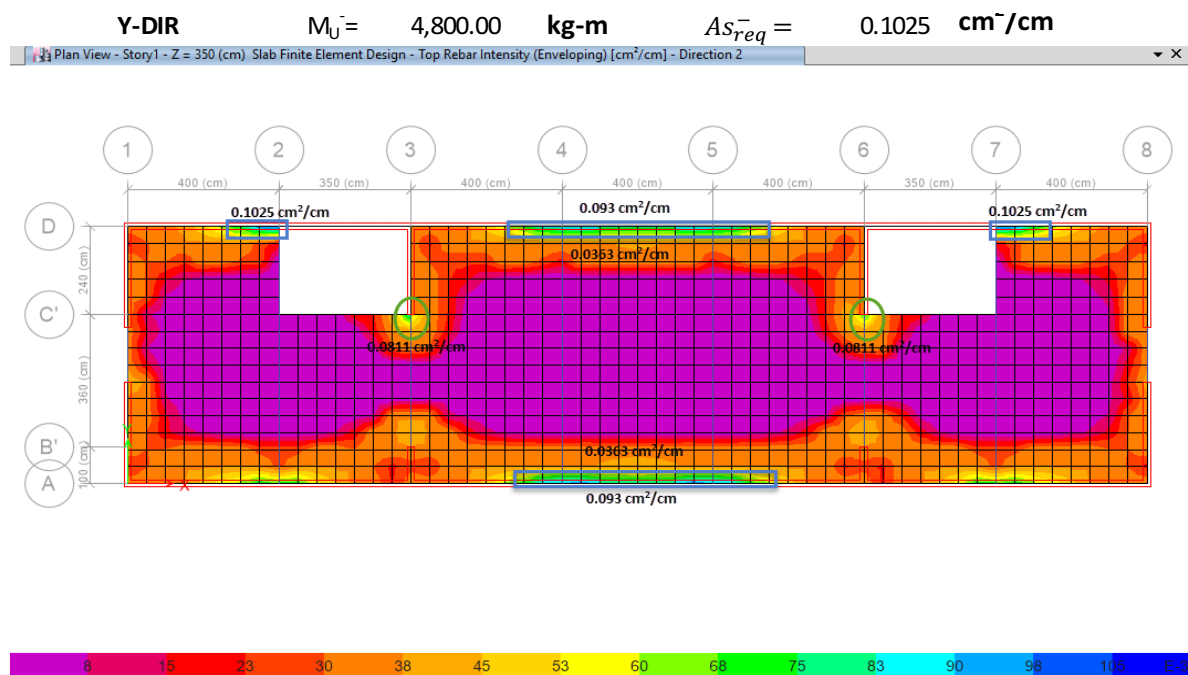 Y-DIR M_U⁻= 4,800.00 kg-m As⁻_req = 0.1025 cm²/cm
Plan View - Story1 - Z = 350 (cm) Slab Finite Element Design - Top Rebar Intensity (Enveloping) [cm²/cm] - Direction 2
1 2 3 4 5 6 7 8
400 (cm) 350 (cm) 400 (cm) 400 (cm) 400 (cm) 350 (cm) 400 (cm)
0.1025 cm²/cm 0.093 cm²/cm 0.1025 cm²/cm
D
0.0363 cm²/cm
240 (cm)
C'
0.0811 cm²/cm 0.0811 cm²/cm
360 (cm)
B'
0.0363 cm²/cm
100 (cm)
A
X
0.093 cm²/cm
8 15 23 30 38 45 53 60 68 75 83 90 98 105